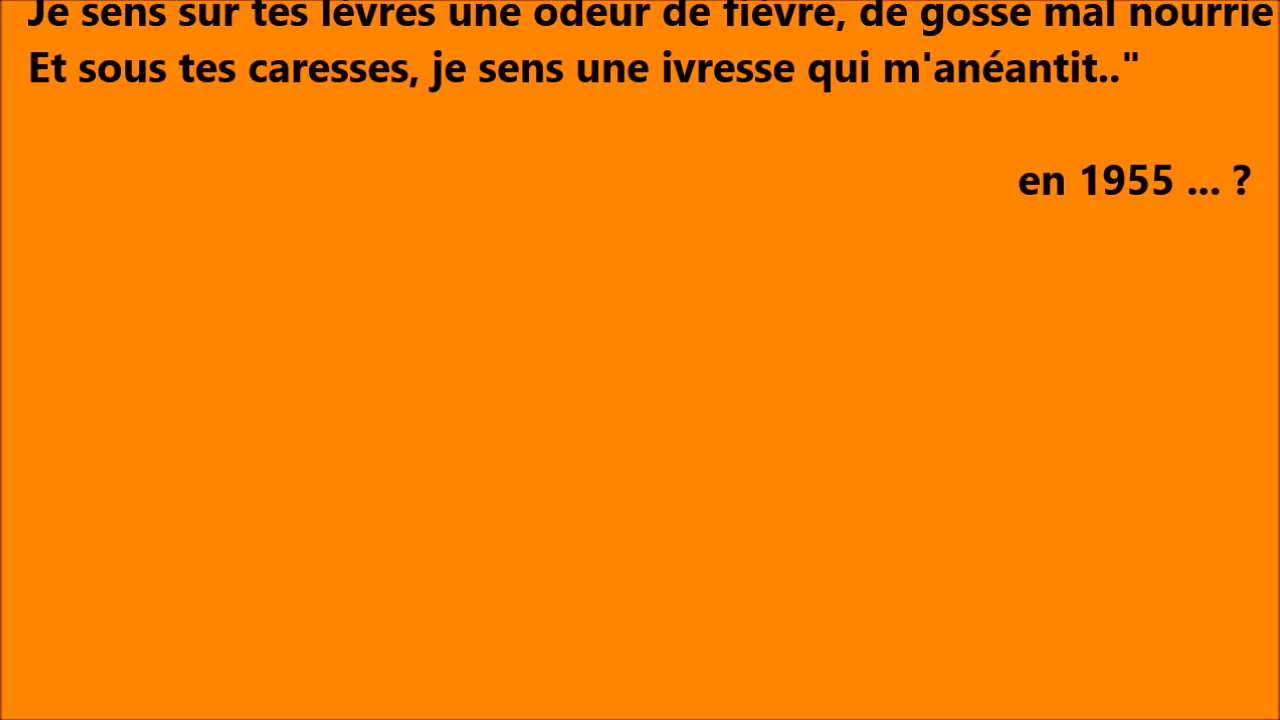 Je sens sur tes lèvres une odeur de fièvre, de gosse mal nourrie
Et sous tes caresses, je sens une ivresse qui m'anéantit.."
en 1955 ... ?